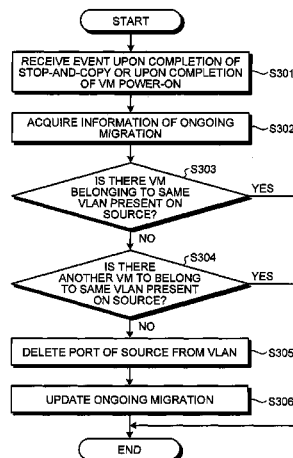 START
RECEIVE EVENT UPON COMPLETION OF
STOP-AND-COPY OR UPON COMPLETION
OF VM POWER-ON
S301
ACQUIRE INFORMATION OF ONGOING
MIGRATION
S302
S303
IS THERE VM
BELONGING TO SAME
VLAN PRESENT ON
SOURCE?
YES
NO
S304
IS THERE
ANOTHER VM TO BELONG
TO SAME VLAN PRESENT
ON SOURCE?
YES
NO
DELETE PORT OF SOURCE FROM VLAN
S305
UPDATE ONGOING MIGRATION
S306
END